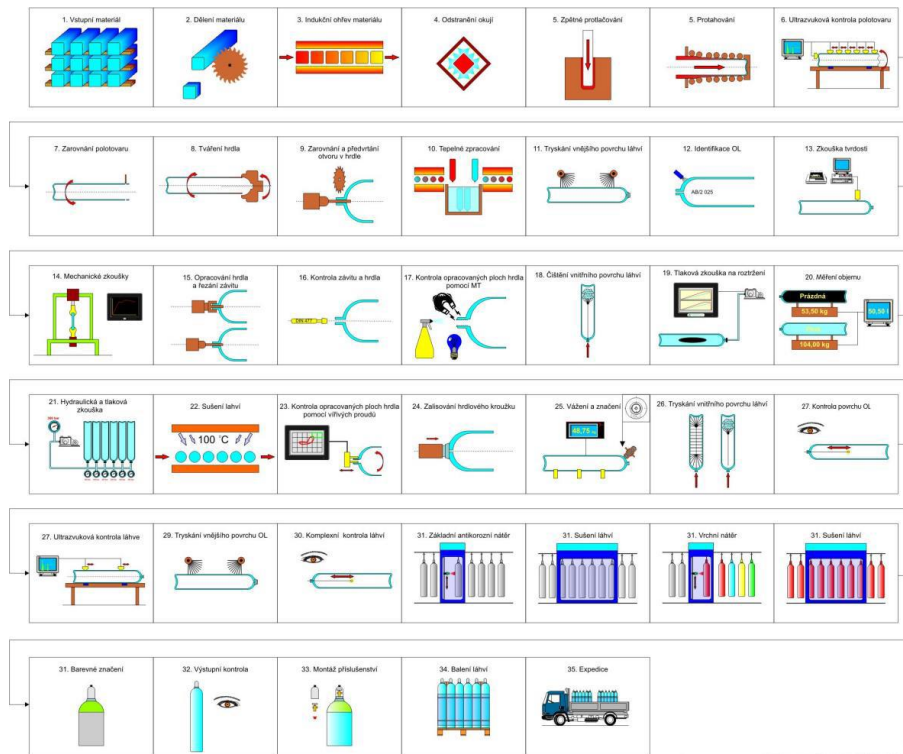 1. Vstupní materiál
2. Dělení materiálu
3. Indukční ohřev materiálu
4. Odstranění okují
5. Zpětné protlačování
5. Protahování
6. Ultrazvuková kontrola polotovaru
7. Zarovnání polotovaru
8. Tváření hrdla
9. Zarovnání a předvrtání
otvoru v hrdle
10. Tepelné zpracování
11. Tryskání vnějšího povrchu láhví
12. Identifikace OL
AB/2 025
13. Zkouška tvrdosti
14. Mechanické zkoušky
15. Opracování hrdla
a řezání závitu
16. Kontrola závitu a hrdla
DIN 477
17. Kontrola opracovaných ploch hrdla
pomocí MT
18. Čištění vnitřního povrchu láhví
19. Tlaková zkouška na roztržení
20. Měření objemu
Prázdná
53,50 kg
50,50 l
104,00 kg
21. Hydraulická a tlaková
zkouška
22. Sušení lahví
100 °C
23. Kontrola opracovaných ploch hrdla
pomocí vířivých proudů
24. Zalisování hrdlového kroužku
25. Vážení a značení
48,75
26. Tryskání vnitřního povrchu láhví
27. Kontrola povrchu OL
27. Ultrazvuková kontrola láhve
29. Tryskání vnějšího povrchu OL
30. Komplexní kontrola láhví
31. Základní antikorozní nátěr
31. Sušení láhví
31. Vrchní nátěr
31. Sušení láhví
31. Barevné značení
32. Výstupní kontrola
33. Montáž příslušenství
34. Balení láhví
35. Expedice